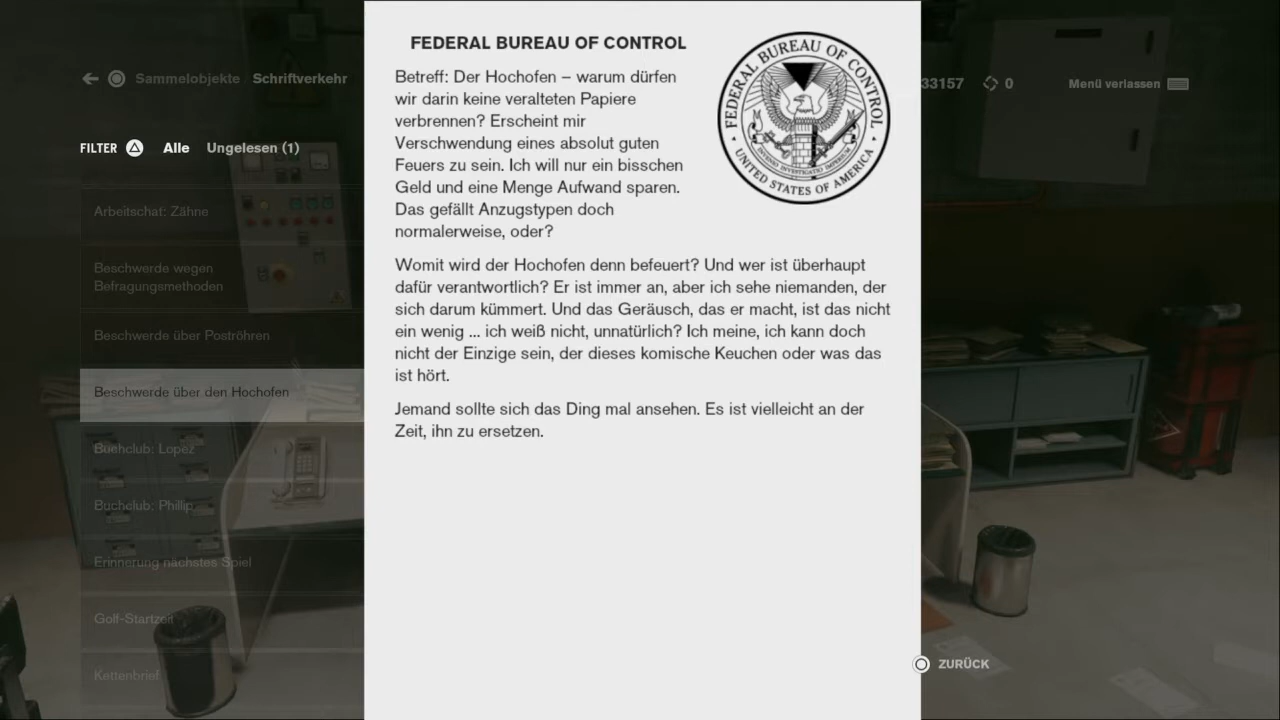 FEDERAL BUREAU OF CONTROL
Betreff: Der Hochofen – warum dürfen
wir darin keine veralteten Papiere
verbrennen? Erscheint mir
Verschwendung eines absolut guten
Feuers zu sein. Ich will nur ein bisschen
Geld und eine Menge Aufwand sparen.
Das gefällt Anzugstypen doch
normalerweise, oder?
Womit wird der Hochofen denn befeuert? Und wer ist überhaupt
dafür verantwortlich? Er ist immer an, aber ich sehe niemanden, der
sich darum kümmert. Und das Geräusch, das er macht, ist das nicht
ein wenig ... ich weiß nicht, unnatürlich? Ich meine, ich kann doch
nicht der Einzige sein, der dieses komische Keuchen oder was das
ist hört.
Jemand sollte sich das Ding mal ansehen. Es ist vielleicht an der
Zeit, ihn zu ersetzen.
FEDERAL BUREAU OF CONTROL
UNITED STATES OF AMERICA
Sammelobjekte Schriftverkehr
33157 0 Menü verlassen
FILTER Alle Ungelesen (1)
Arbeitschat: Zähne
Beschwerde wegen
Befragungsmethoden
Beschwerde über Poströhren
Beschwerde über den Hochofen
Buchclub: Lopez
Buchclub: Phillip
Erinnerung nächstes Spiel
Golf-Startzeit
Kettenbrief
ZURÜCK